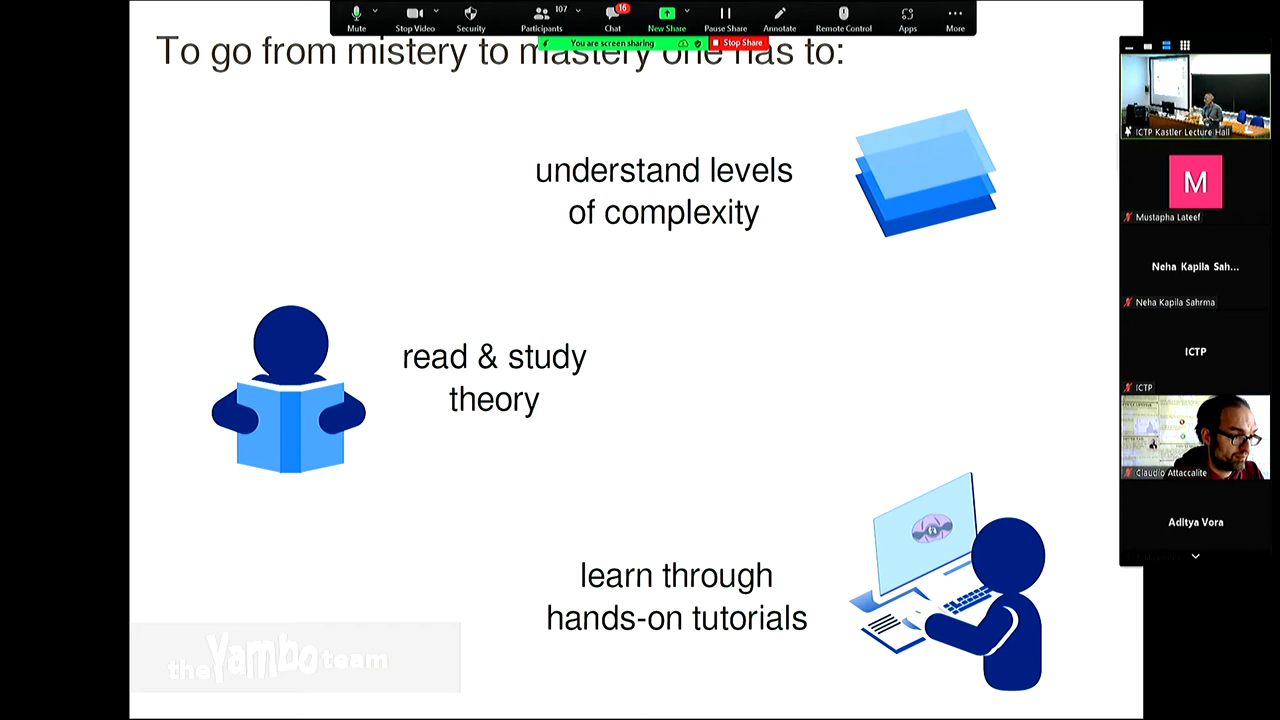 Mute
Stop Video
Security
Participants
107
Chat
16
New Share
Pause Share
Annotate
Remote Control
Apps
More
You are screen sharing
Stop Share
To go from mistery to mastery one has to:
understand levels
of complexity
read & study
theory
learn through
hands-on tutorials
the Yambo team
ICTP Kastler Lecture Hall
M
Mustapha Lateef
Neha Kapila Sah...
Neha Kapila Sahrma
ICTP
ICTP
Claudio Attaccalite
Aditya Vora